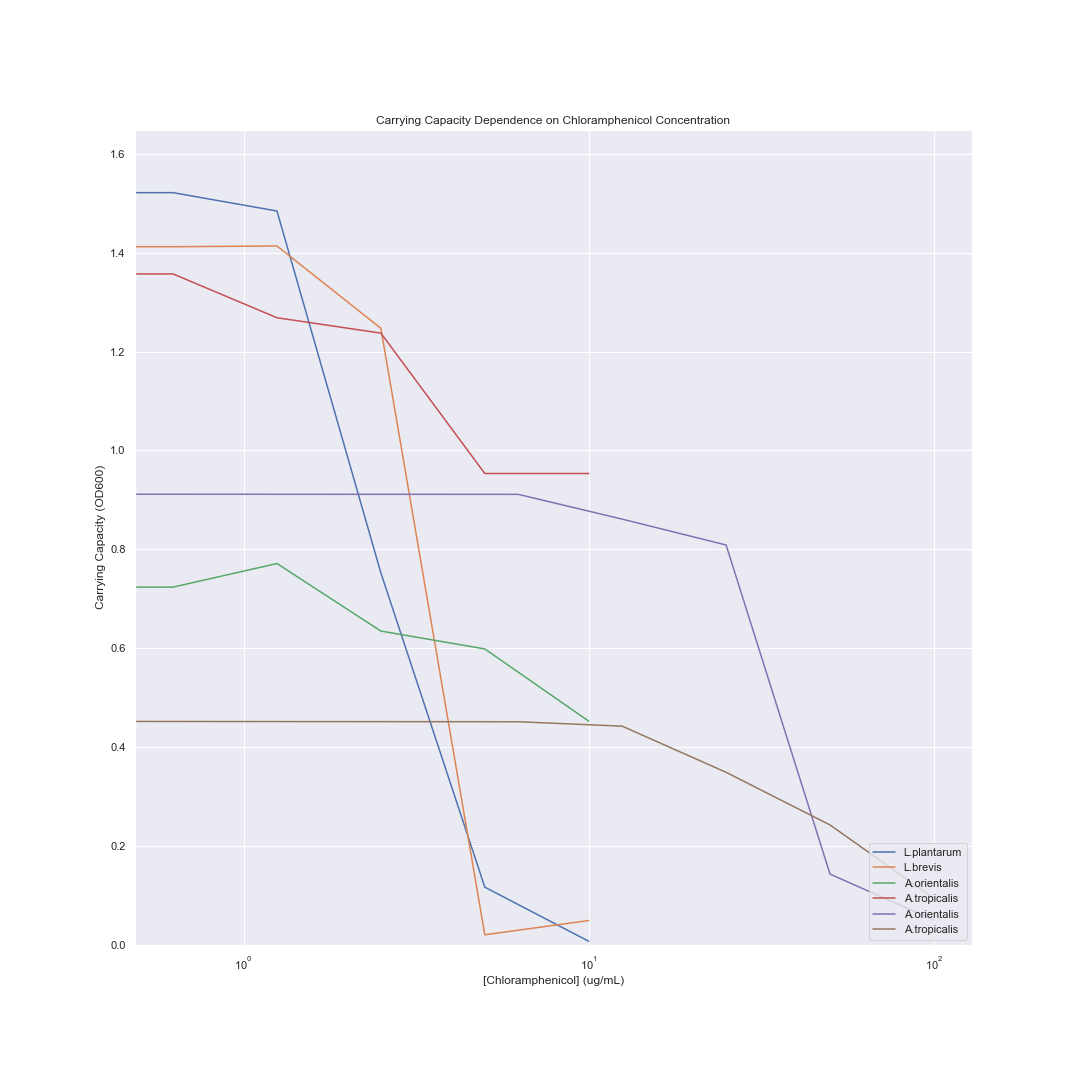 Carrying Capacity Dependence on Chloramphenicol Concentration
1.6
1.4
1.2
1.0
0.8
0.6
0.4
0.2
0.0
Carrying Capacity (OD600)
10⁰
10¹
10²
[Chloramphenicol] (ug/mL)
L.plantarum
L.brevis
A.orientalis
A.tropicalis
A.orientalis
A.tropicalis